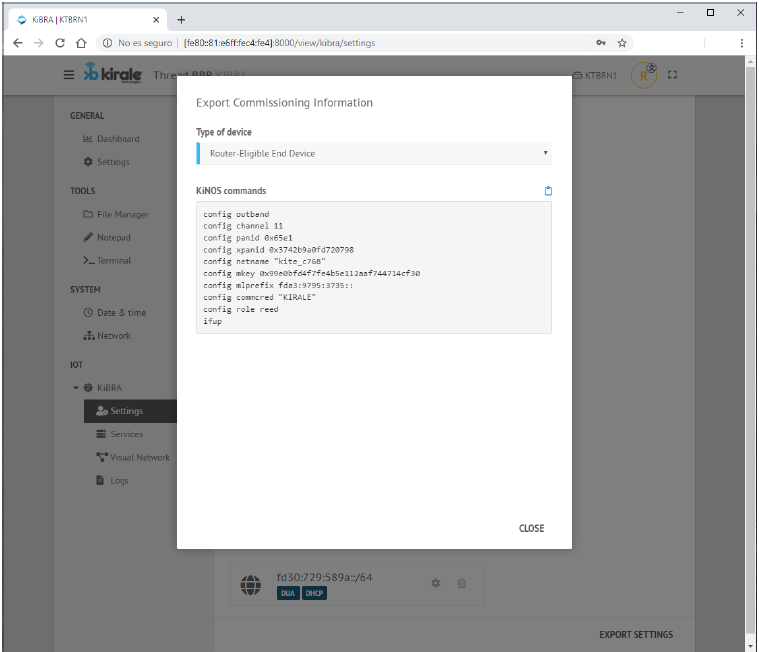 KiBRA | KTBRN1
No es seguro | [fe80::81:e6ff:fec4:fe4]:8000/view/kibra/settings
kirale
Thread BBR KiBRA
KTBRN1
R
GENERAL
Dashboard
Settings
TOOLS
File Manager
Notepad
Terminal
SYSTEM
Date & time
Network
IOT
KiBRA
Settings
Services
Visual Network
Logs
Export Commissioning Information
Type of device
Router-Eligible End Device
KiNOS commands
config outband
config channel 11
config panid 0x65e1
config xpanid 0x3742b9a0fd720798
config netname "kite_c768"
config mkey 0x99e0bfd4f7fe4b5e112aaf744714cf30
config mlprefix fda3:9795:3735::
config commcred "KIRALE"
config role reed
ifup
CLOSE
fd30:729:589a::/64
DUA DHCP
EXPORT SETTINGS